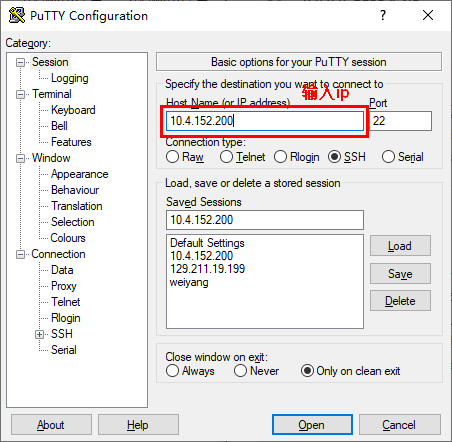 PuTTY Configuration
Category:
Session
Logging
Terminal
Keyboard
Bell
Features
Window
Appearance
Behaviour
Translation
Selection
Colours
Connection
Data
Proxy
Telnet
Rlogin
SSH
Serial
Basic options for your PuTTY session
Specify the destination you want to connect to
输入ip
Host Name (or IP address) Port
10.4.152.200 22
Connection type:
Raw Telnet Rlogin SSH Serial
Load, save or delete a stored session
Saved Sessions
10.4.152.200
Default Settings
10.4.152.200
129.211.19.199
weiyang
Load
Save
Delete
Close window on exit:
Always Never Only on clean exit
About Help Open Cancel